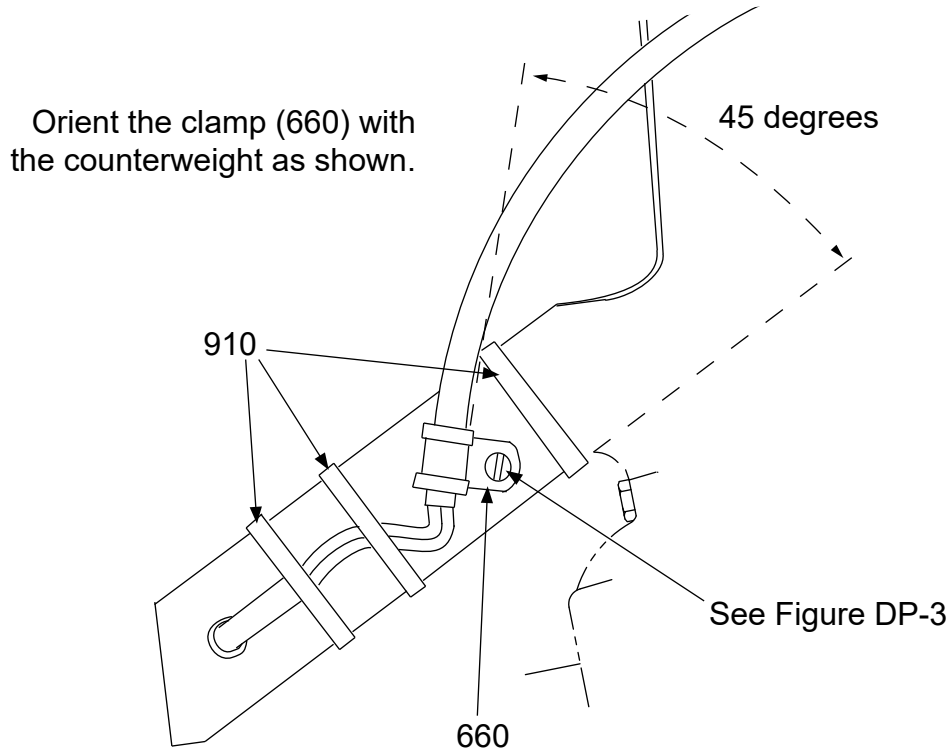 Orient the clamp (660) with
the counterweight as shown.
45 degrees
910
See Figure DP-3
660